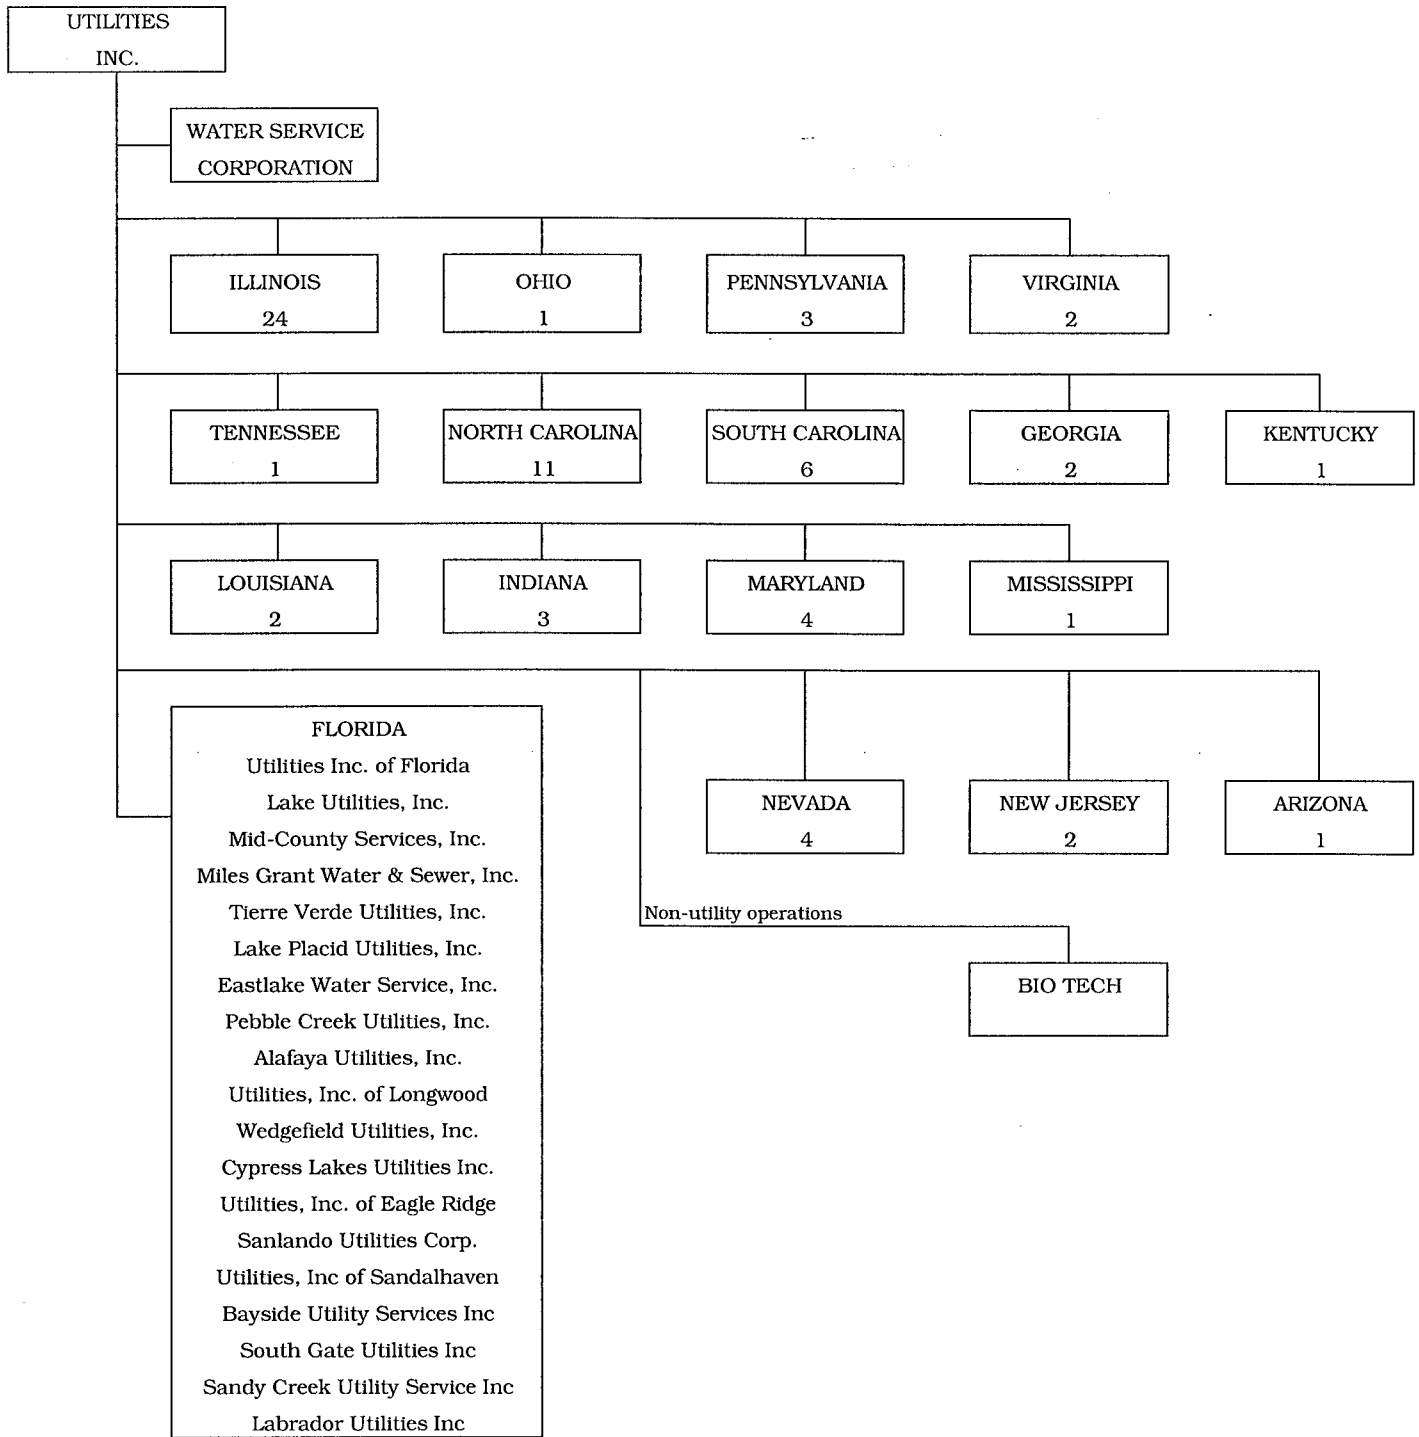 UTILITIES
INC.
WATER SERVICE
CORPORATION
ILLINOIS
24
OHIO
1
PENNSYLVANIA
3
VIRGINIA
2
TENNESSEE
1
NORTH CAROLINA
11
SOUTH CAROLINA
6
GEORGIA
2
KENTUCKY
1
LOUISIANA
2
INDIANA
3
MARYLAND
4
MISSISSIPPI
1
FLORIDA
Utilities Inc. of Florida
Lake Utilities, Inc.
Mid-County Services, Inc.
Miles Grant Water & Sewer, Inc.
Tierre Verde Utilities, Inc.
Lake Placid Utilities, Inc.
Eastlake Water Service, Inc.
Pebble Creek Utilities, Inc.
Alafaya Utilities, Inc.
Utilities, Inc. of Longwood
Wedgefield Utilities, Inc.
Cypress Lakes Utilities Inc.
Utilities, Inc. of Eagle Ridge
Sanlando Utilities Corp.
Utilities, Inc of Sandalhaven
Bayside Utility Services Inc
South Gate Utilities Inc
Sandy Creek Utility Service Inc
Labrador Utilities Inc
NEVADA
4
NEW JERSEY
2
ARIZONA
1
Non-utility operations
BIO TECH